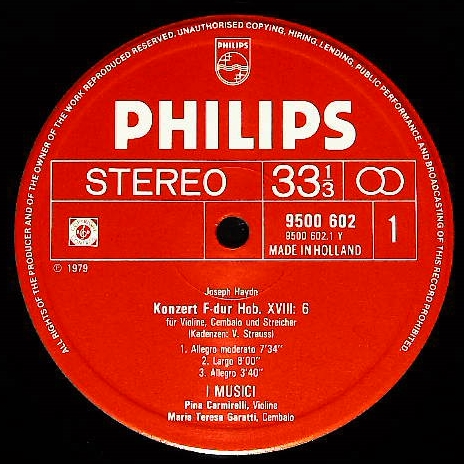 ALL RIGHTS OF THE PRODUCER AND OF THE OWNER OF THE WORK REPRODUCED RESERVED. UNAUTHORISED COPYING, HIRING, LENDING, PUBLIC PERFORMANCE AND BROADCASTING OF THIS RECORD PROHIBITED.
PHILIPS
PHILIPS
STEREO 33 1/3
9500 602 1
9500 602.1 Y
MADE IN HOLLAND
℗ 1979
Joseph Haydn
Konzert F-dur Hob. XVIII: 6
für Violine, Cembalo und Streicher
(Kadenzen: V. Strauss)
1. Allegro moderato 7'34"
2. Largo 8'00"
3. Allegro 3'40"
I MUSICI
Pina Carmirelli, Violine
Maria Teresa Garatti, Cembalo